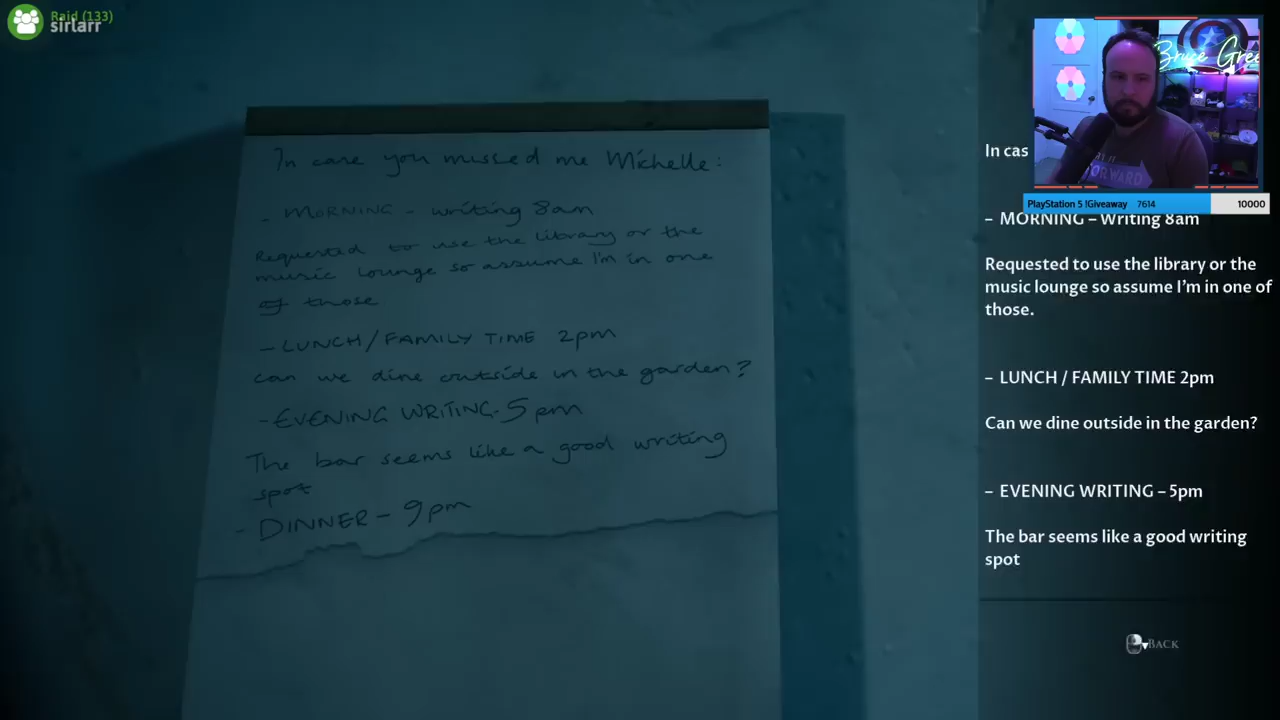 Raid (133)
sirlarr
In case you missed me Michelle:
- MORNING - writing 8am
Requested to use the library or the
music lounge so assume I'm in one
of those
- LUNCH / FAMILY TIME 2pm
can we dine outside in the garden?
- EVENING WRITING - 5pm
The bar seems like a good writing
spot
- DINNER - 9pm
Bruce Gree
FORWARD
PlayStation 5 !Giveaway 7614 10000
In cas
– MORNING – Writing 8am
Requested to use the library or the
music lounge so assume I'm in one of
those.
– LUNCH / FAMILY TIME 2pm
Can we dine outside in the garden?
– EVENING WRITING – 5pm
The bar seems like a good writing
spot
BACK